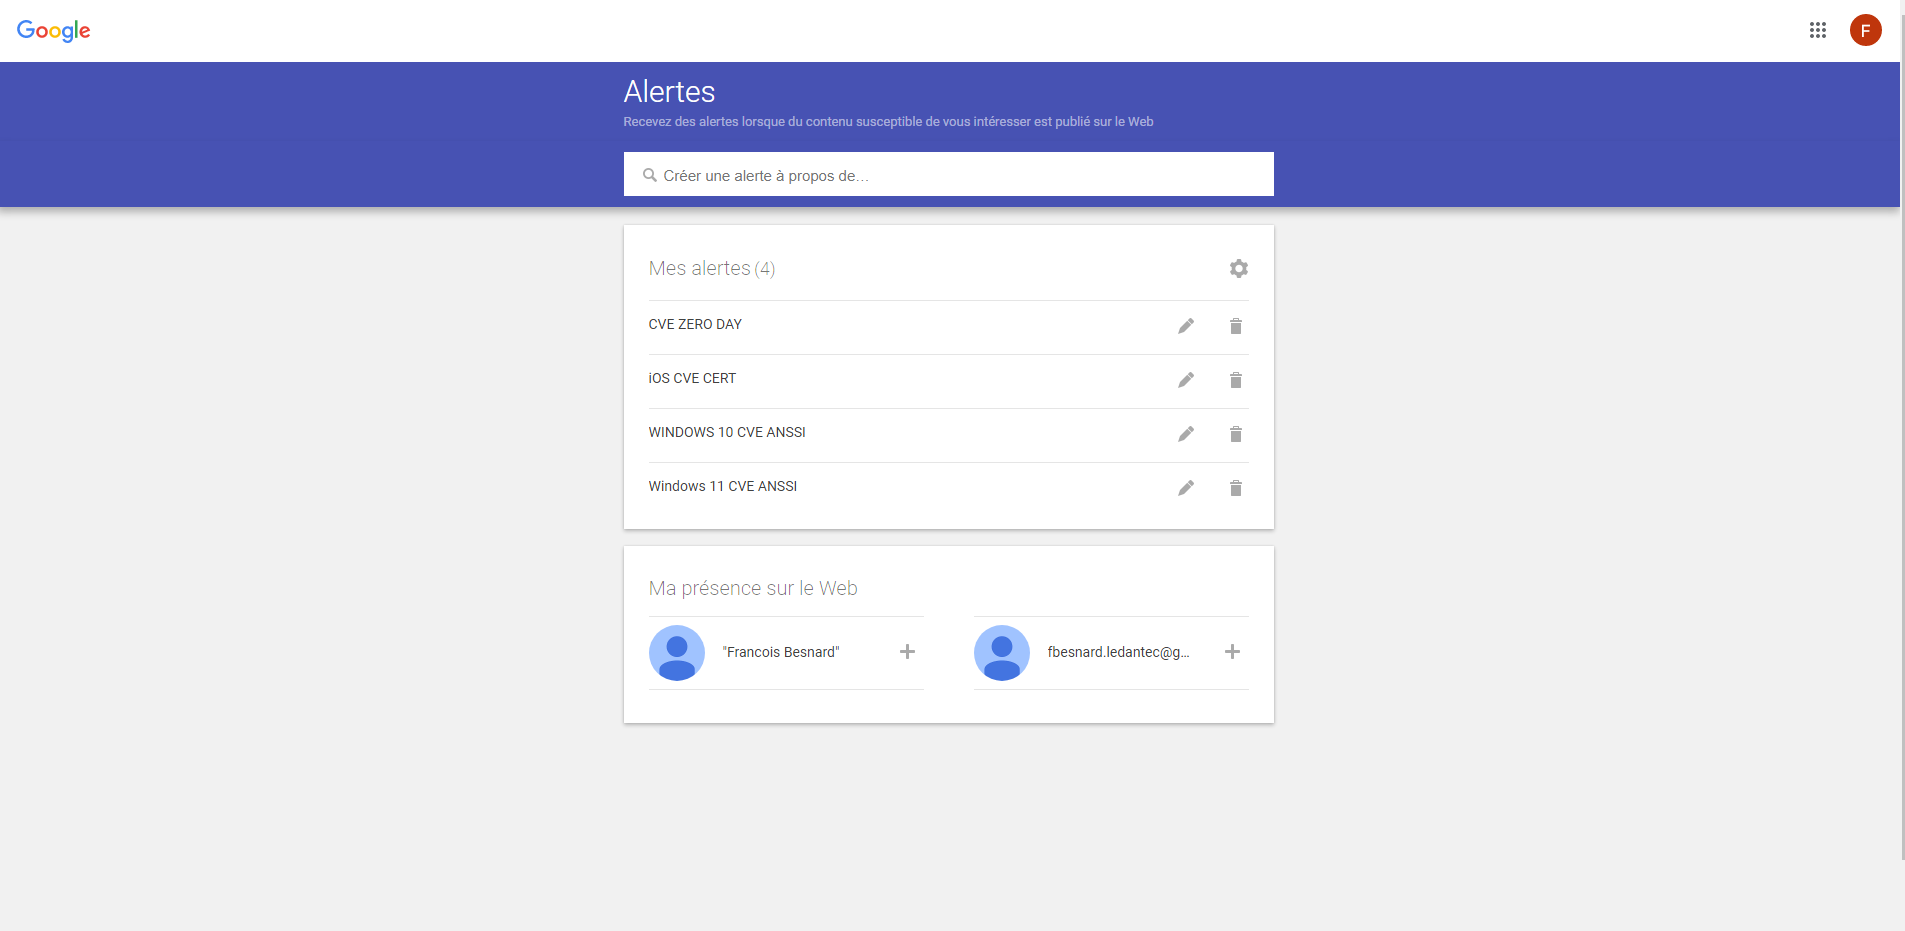 Google
F
Alertes
Recevez des alertes lorsque du contenu susceptible de vous intéresser est publié sur le Web
Créer une alerte à propos de…
Mes alertes (4)
CVE ZERO DAY
iOS CVE CERT
WINDOWS 10 CVE ANSSI
Windows 11 CVE ANSSI
Ma présence sur le Web
"Francois Besnard"
fbesnard.ledantec@g...